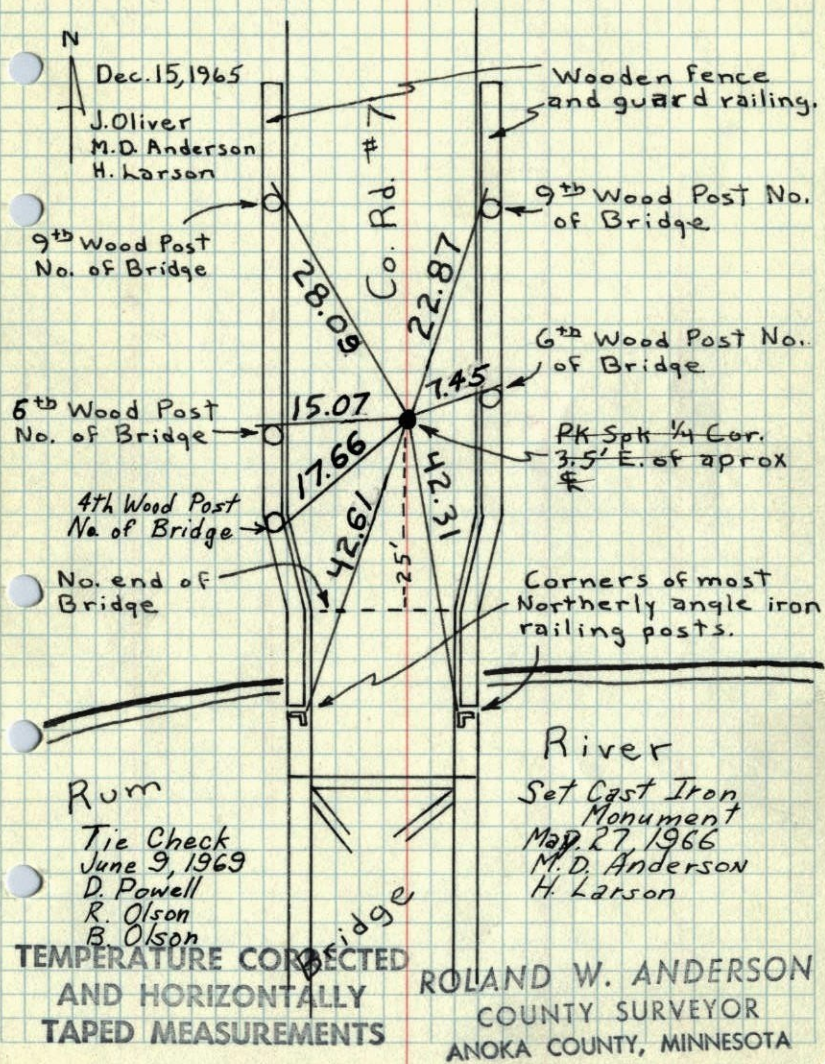 N
Dec. 15, 1965
J. Oliver
M.D. Anderson
H. Larson
Wooden fence
and guard railing.
Co. Rd. #7
9th Wood Post
No. of Bridge
9th Wood Post No.
of Bridge
28.09
22.87
6th Wood Post No.
of Bridge
7.45
15.07
17.66
42.61
42.31
25'
5th Wood Post
No. of Bridge
PK Spk 1/4 Cor.
3.5' E. of aprox
℄
4th Wood Post
No. of Bridge
No. end of
Bridge
Corners of most
Northerly angle iron
railing posts.
Rum
River
Tie Check
June 9, 1969
D. Powell
R. Olson
B. Olson
Set Cast Iron
Monument
27, 1966
M.D. Anderson
H. Larson
Bridge
TEMPERATURE CORRECTED
AND HORIZONTALLY
TAPED MEASUREMENTS
ROLAND W. ANDERSON
COUNTY SURVEYOR
ANOKA COUNTY, MINNESOTA